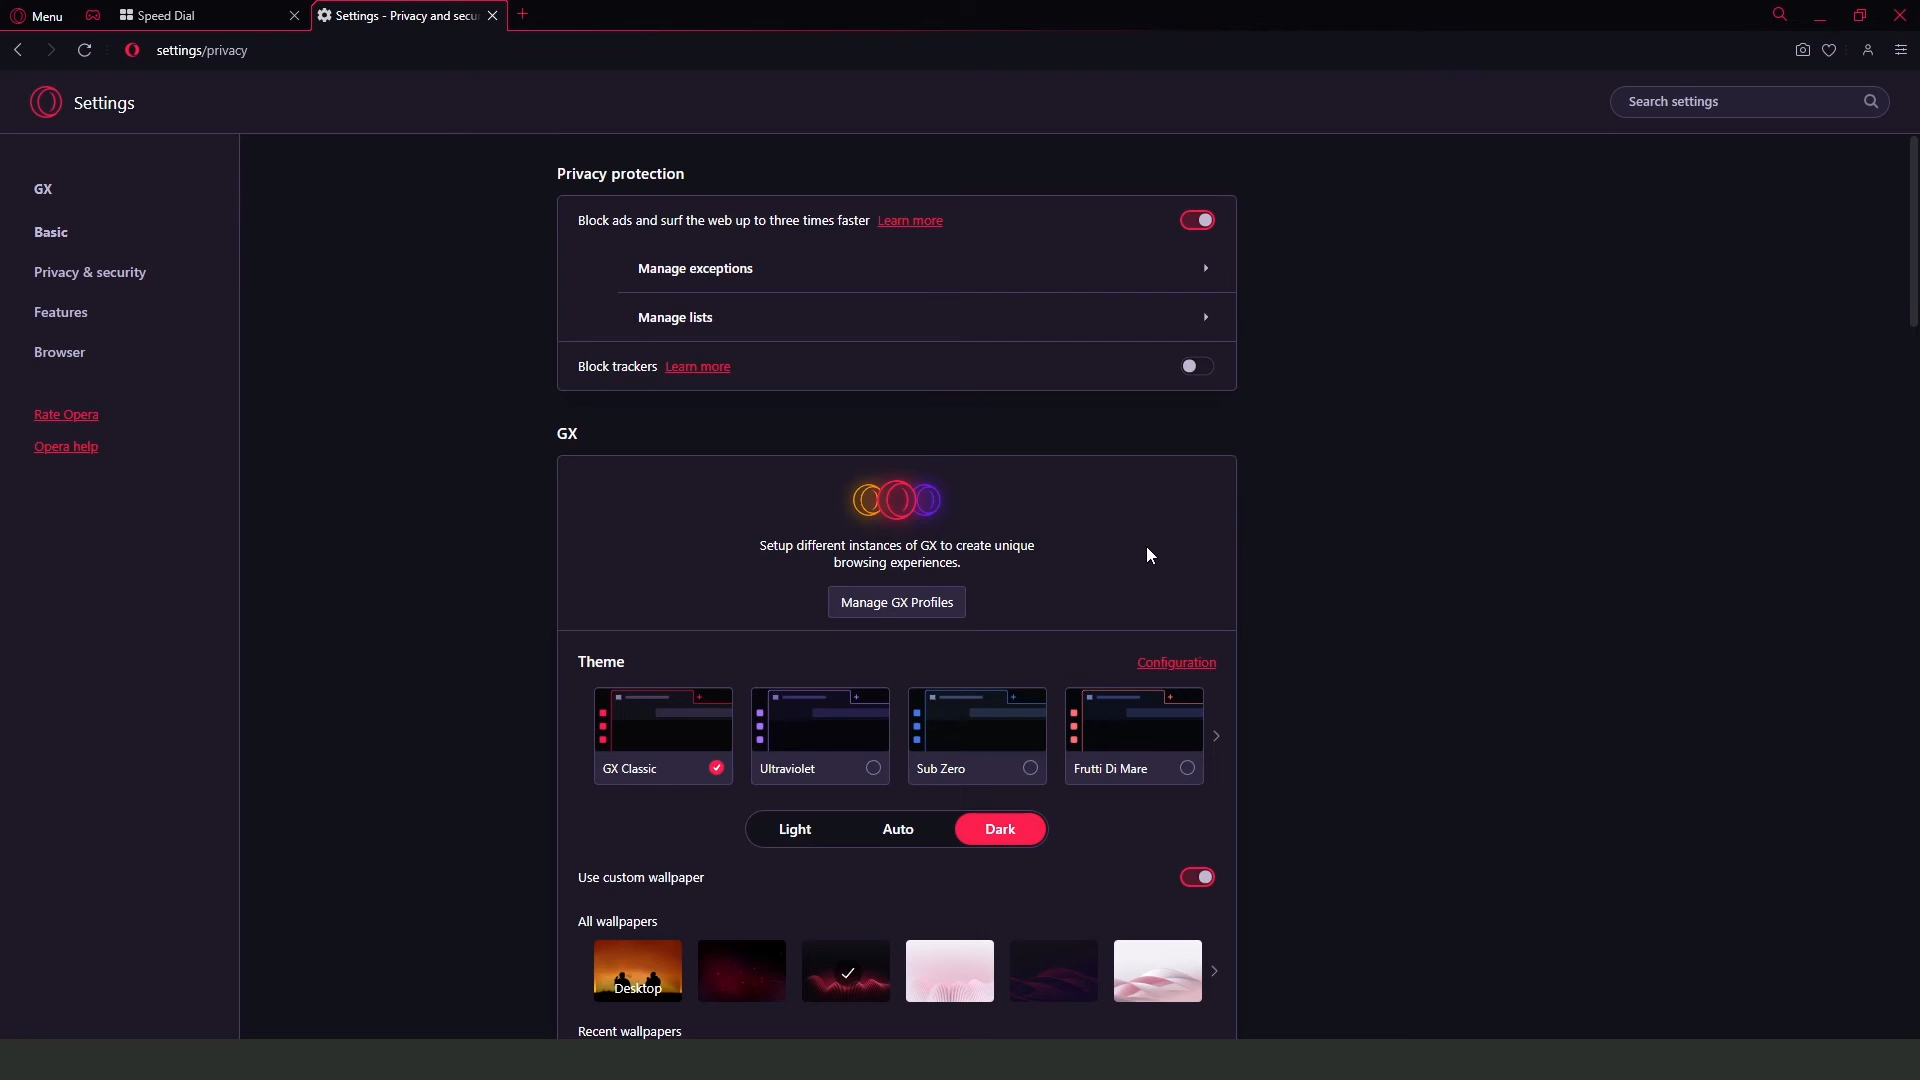 Menu
Speed Dial
Settings - Privacy and secu
settings/privacy
Settings
Search settings
GX
Basic
Privacy & security
Features
Browser
Rate Opera
Opera help
Privacy protection
Block ads and surf the web up to three times faster Learn more
Manage exceptions
Manage lists
Block trackers Learn more
GX
Setup different instances of GX to create unique
browsing experiences.
Manage GX Profiles
Theme
Configuration
GX Classic
Ultraviolet
Sub Zero
Frutti Di Mare
Light
Auto
Dark
Use custom wallpaper
All wallpapers
Desktop
Recent wallpapers